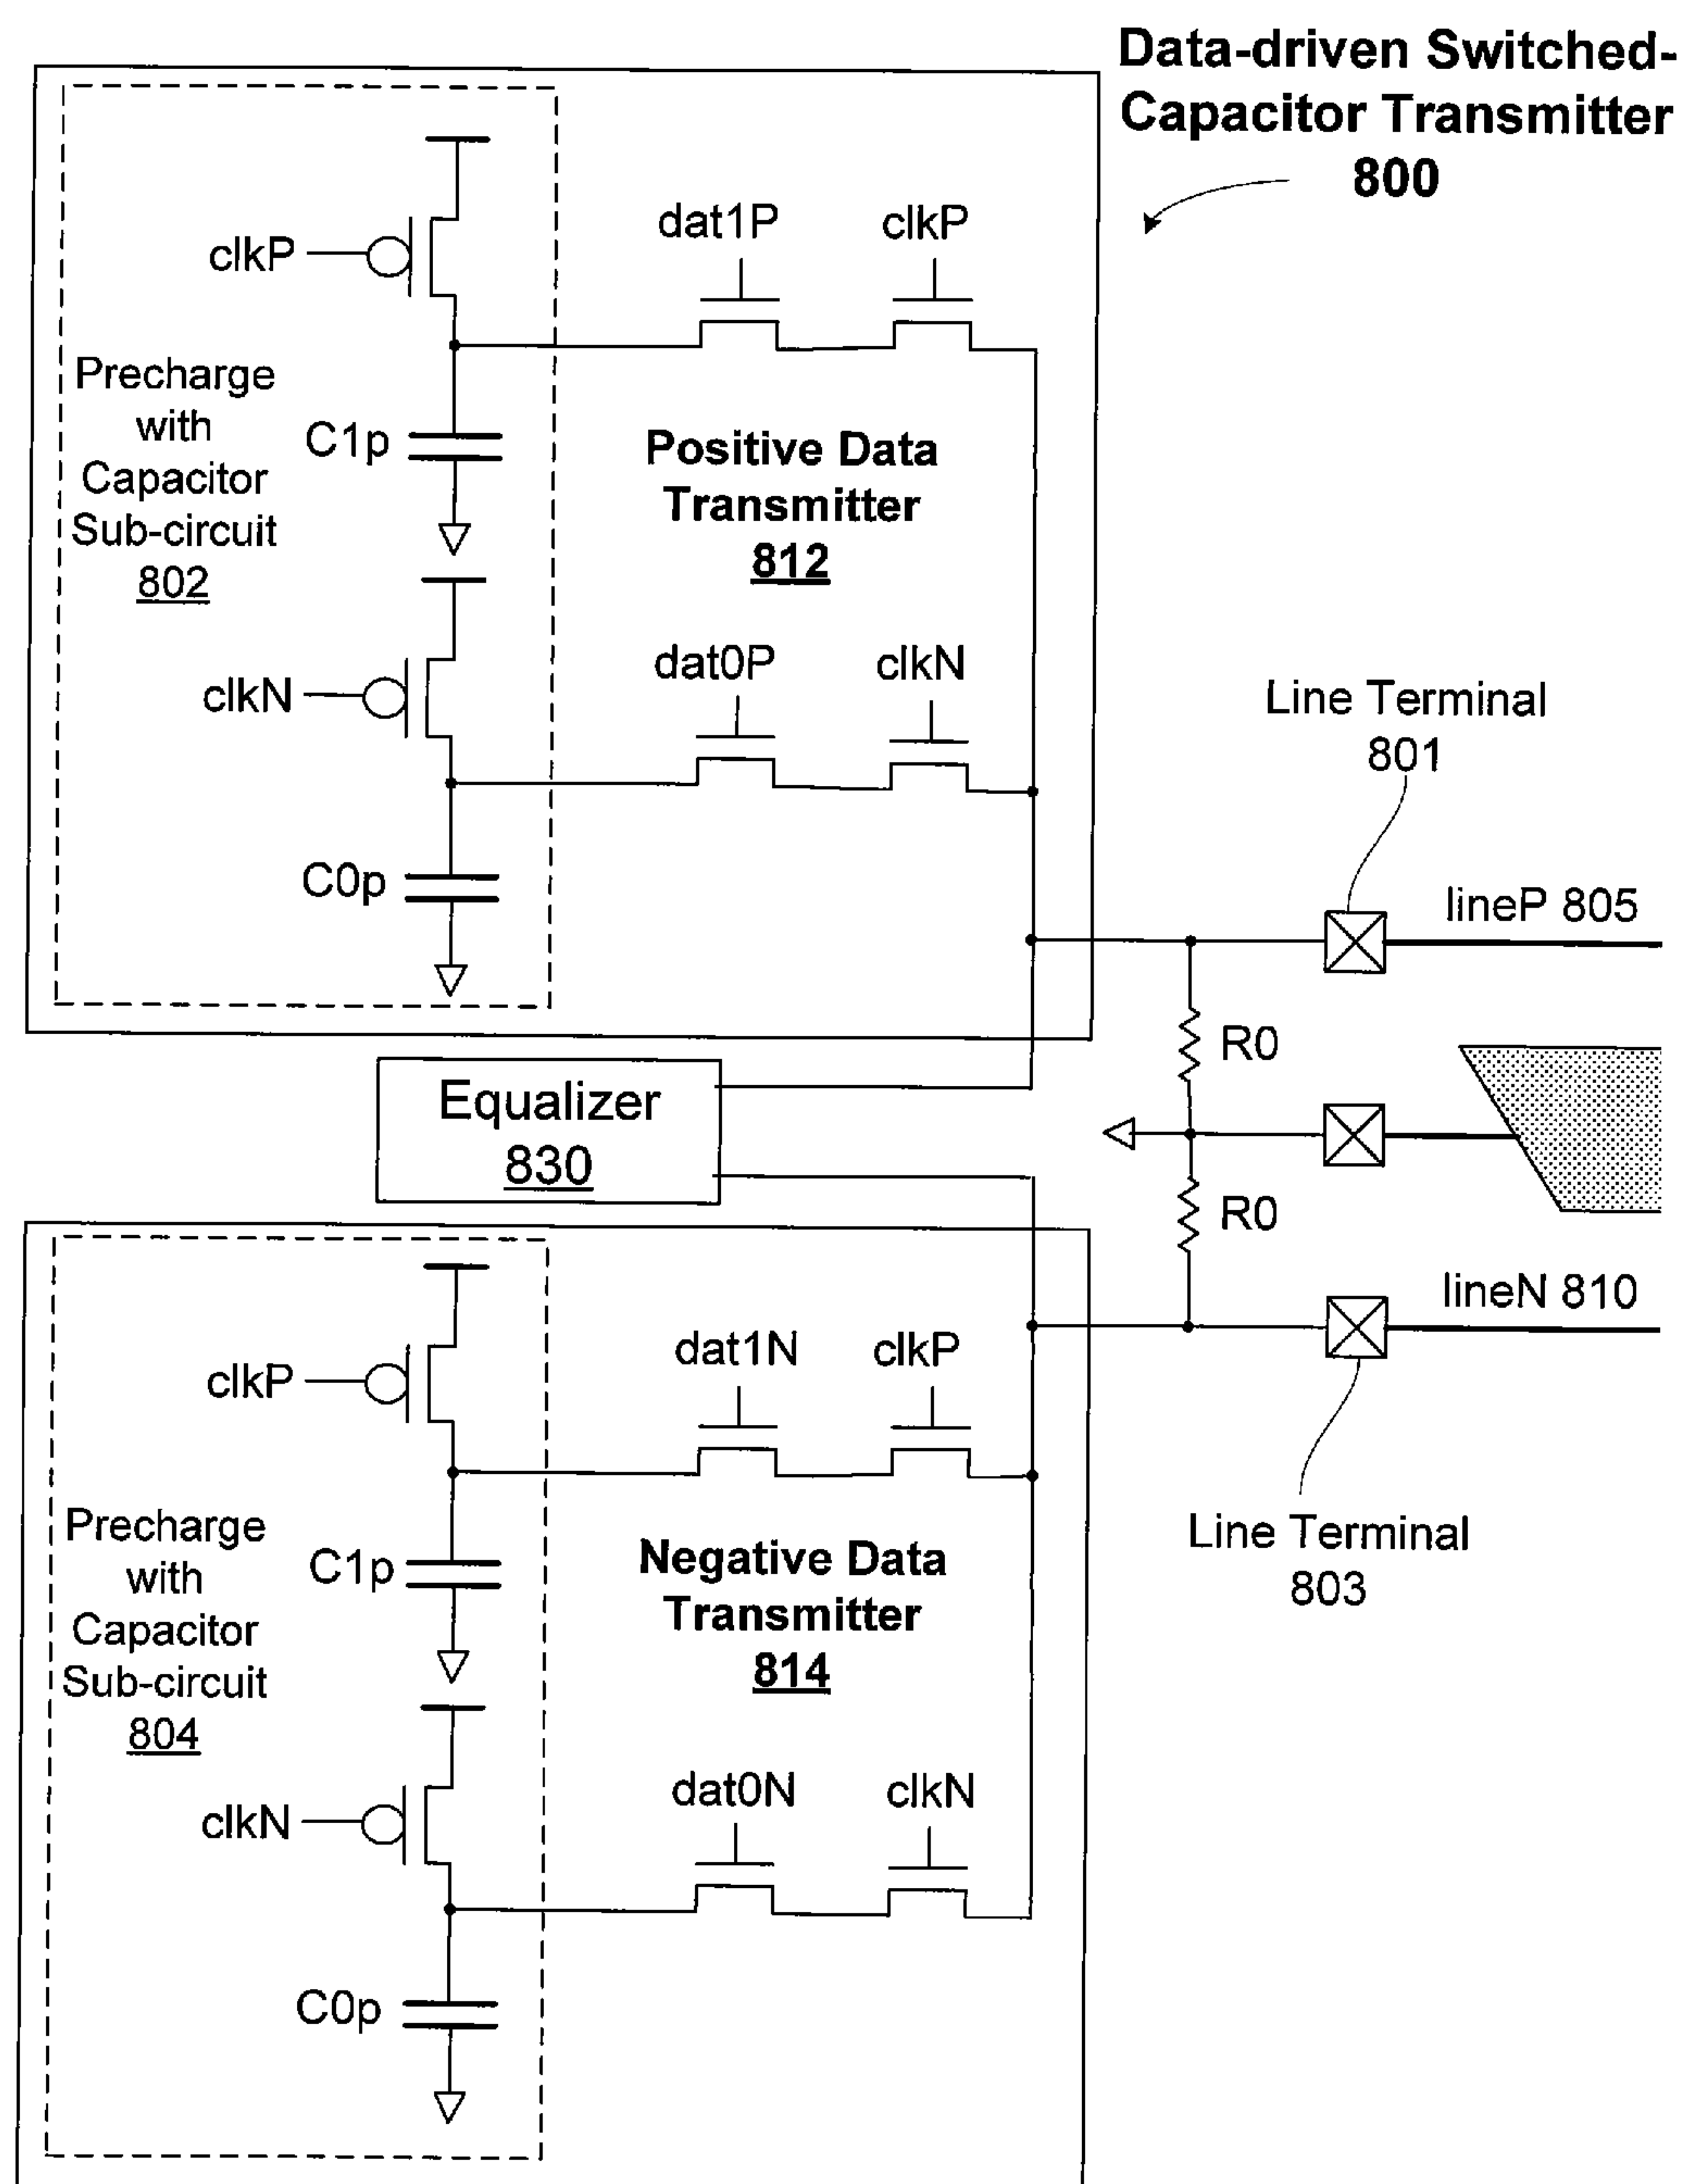 Data-driven Switched-
Capacitor Transmitter
800
clkP
dat1P
clkP
Precharge
with
Capacitor
Sub-circuit
802
C1p
Positive Data
Transmitter
812
clkN
dat0P
clkN
C0p
Line Terminal
801
lineP 805
R0
Equalizer
830
R0
lineN 810
Line Terminal
803
clkP
dat1N
clkP
Precharge
with
Capacitor
Sub-circuit
804
C1p
Negative Data
Transmitter
814
clkN
dat0N
clkN
C0p